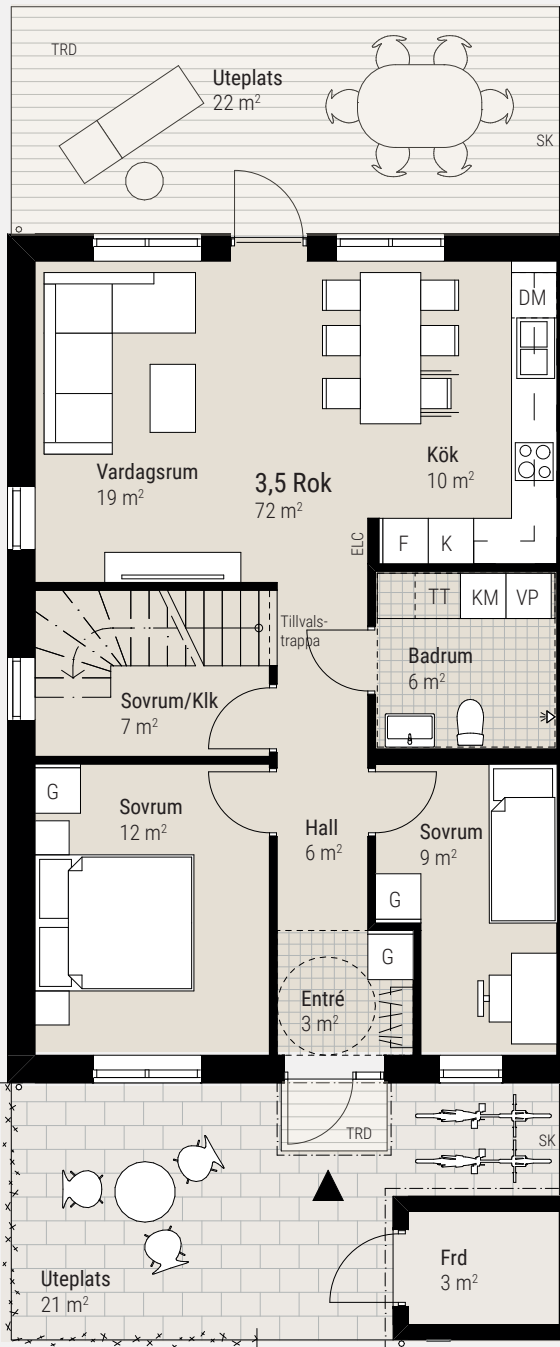 TRD
Uteplats
22 m²
SK
DM
Vardagsrum
19 m²
3,5 Rok
72 m²
Kök
10 m²
ELC
F
K
TT
KM
VP
Tillvals-
trappa
Badrum
6 m²
Sovrum/Klk
7 m²
G
Sovrum
12 m²
Hall
6 m²
Sovrum
9 m²
G
G
Entré
3 m²
TRD
SK
Uteplats
21 m²
Frd
3 m²